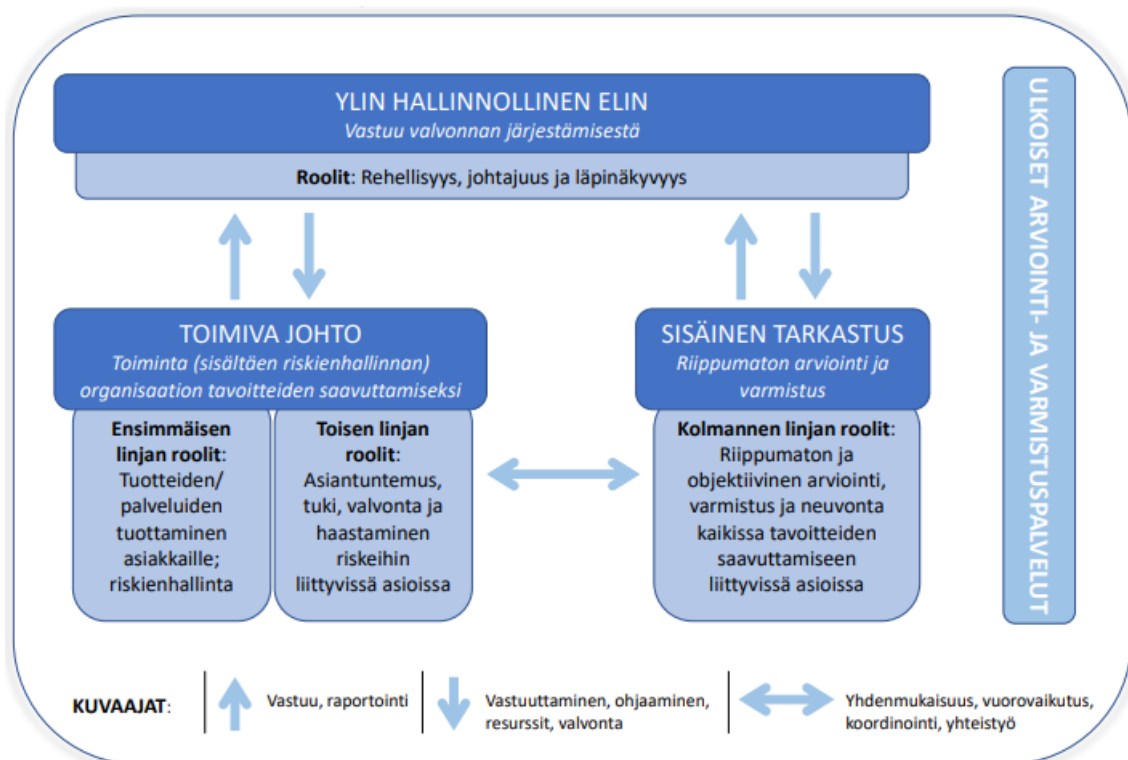 YLIN HALLINNOLLINEN ELIN
Vastuu valvonnan järjestämisestä
Roolit: Rehellisyys, johtajuus ja läpinäkyvyys
TOIMIVA JOHTO
Toiminta (sisältäen riskienhallinnan)
organisaation tavoitteiden saavuttamiseksi
Ensimmäisen
linjan roolit:
Tuotteiden/
palveluiden
tuottaminen
asiakkaille;
riskienhallinta
Toisen linjan
roolit:
Asiantuntemus,
tuki, valvonta ja
haastaminen
riskeihin
liittyvissä asioissa
SISÄINEN TARKASTUS
Riippumaton arviointi ja
varmistus
Kolmannen linjan roolit:
Riippumaton ja
objektiivinen arviointi,
varmistus ja neuvonta
kaikissa tavoitteiden
saavuttamiseen
liittyvissä asioissa
ULKOISET ARVIOINTI- JA VARMISTUSPALVELUT
KUVAAJAT:
Vastuu, raportointi
Vastuuttaminen, ohjaaminen,
resurssit, valvonta
Yhdenmukaisuus, vuorovaikutus,
koordinointi, yhteistyö